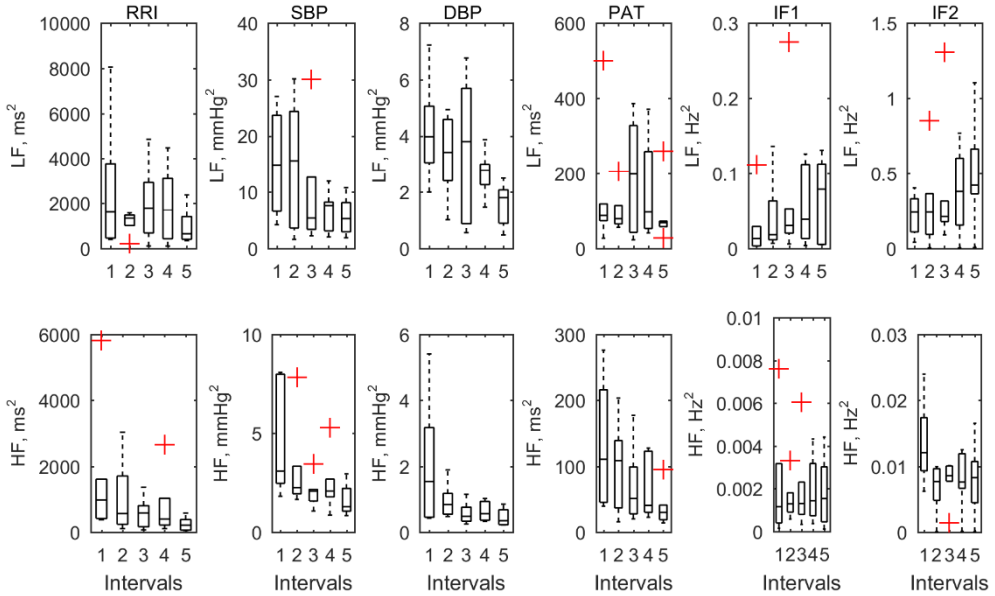 RRI
LF, ms²
10000
8000
6000
4000
2000
0
1 2 3 4 5
SBP
LF, mmHg²
40
30
20
10
0
1 2 3 4 5
DBP
LF, mmHg²
8
6
4
2
0
1 2 3 4 5
PAT
LF, ms²
600
400
200
0
1 2 3 4 5
IF1
LF, Hz²
0.3
0.2
0.1
0
1 2 3 4 5
IF2
LF, Hz²
1.5
1
0.5
0
1 2 3 4 5
HF, ms²
6000
4000
2000
0
1 2 3 4 5
Intervals
HF, mmHg²
10
5
0
1 2 3 4 5
Intervals
HF, mmHg²
6
4
2
0
1 2 3 4 5
Intervals
HF, ms²
300
200
100
0
1 2 3 4 5
Intervals
HF, Hz²
0.01
0.008
0.006
0.004
0.002
0
12345
Intervals
HF, Hz²
0.03
0.02
0.01
0
1 2 3 4 5
Intervals